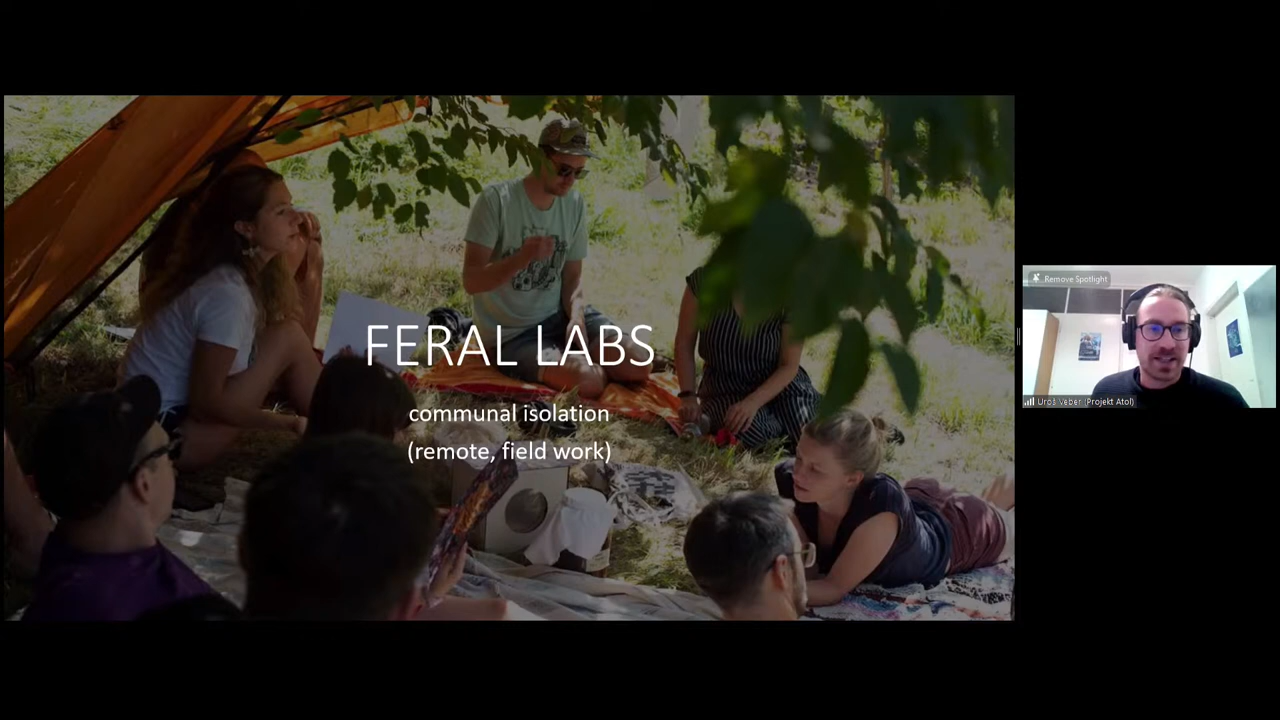 FERAL LABS
communal isolation
(remote, field work)
Remove Spotlight
Uroš Veber (Projekt Atol)